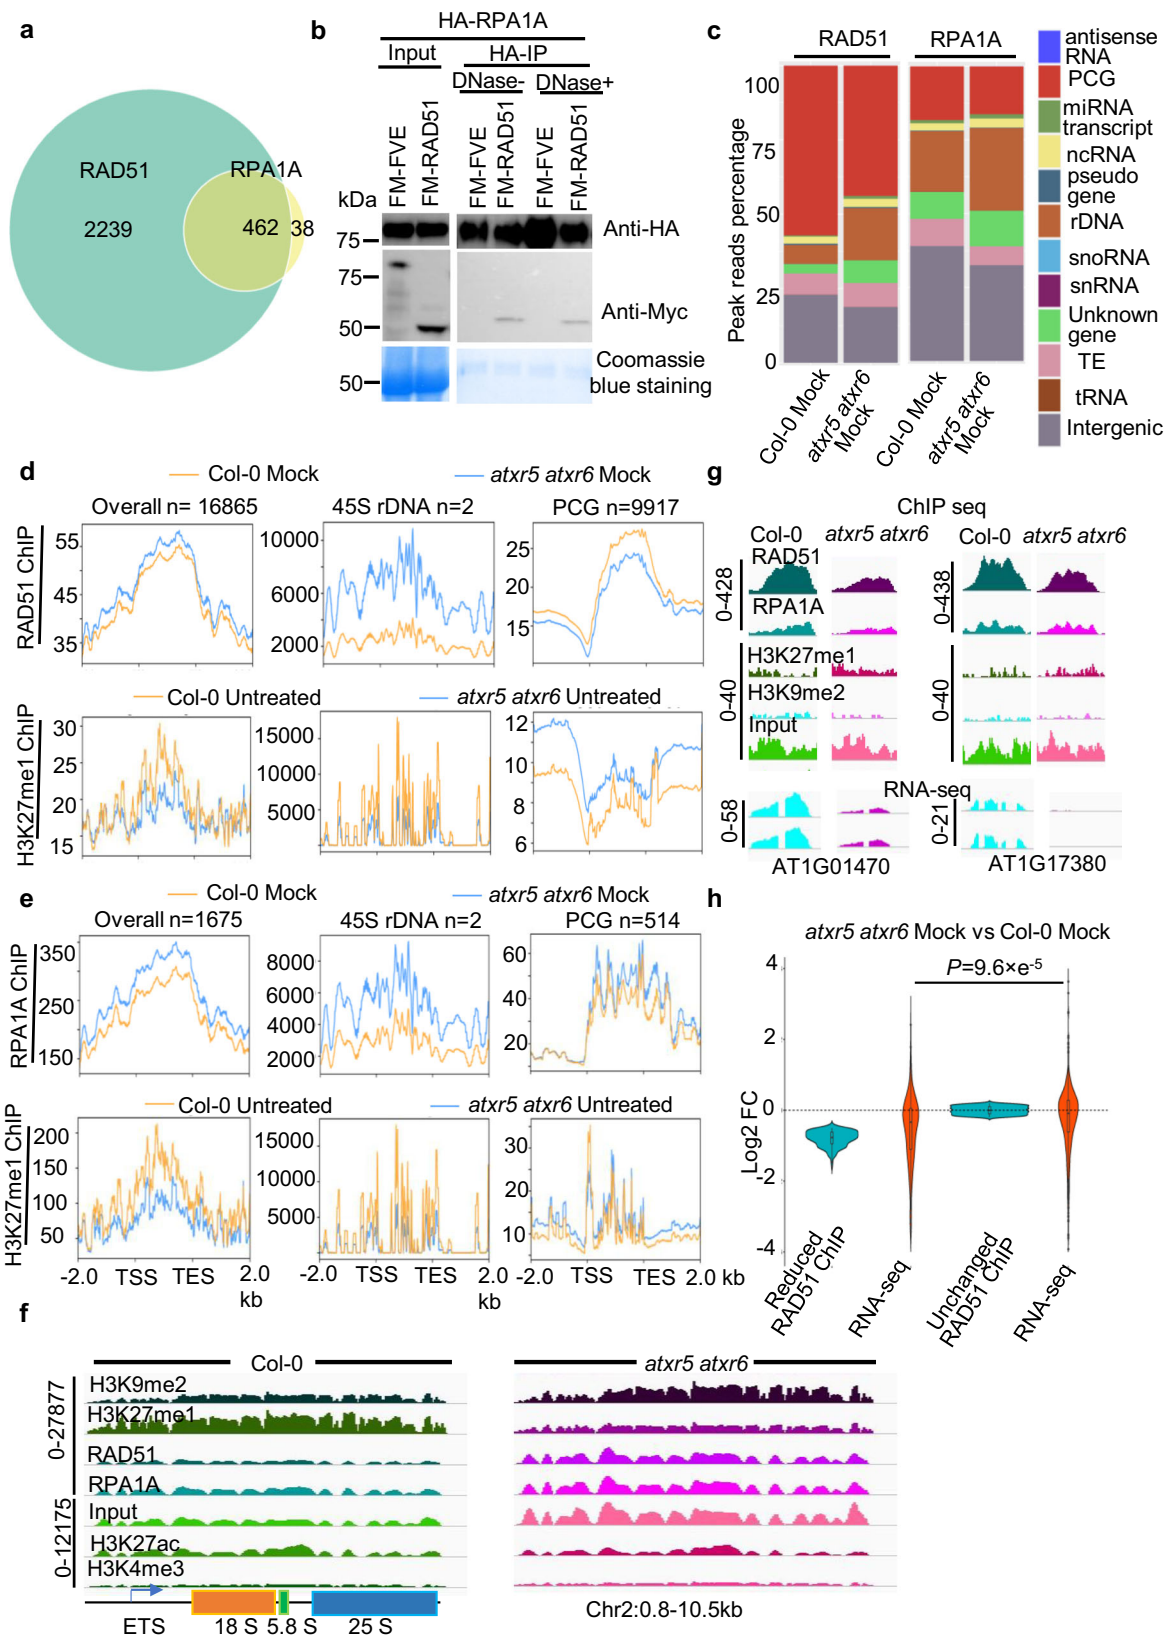 a
RAD51
RPA1A
2239
462
38
b
HA-RPA1A
Input
HA-IP
DNase-
DNase+
FM-FVE
FM-RAD51
FM-FVE
FM-RAD51
FM-FVE
FM-RAD51
kDa
75
75
50
50
Anti-HA
Anti-Myc
Coomassie
blue staining
c
RAD51
RPA1A
Peak reads percentage
100
75
50
25
0
Col-0 Mock
atxr5 atxr6
Mock
Col-0 Mock
atxr5 atxr6
Mock
antisense
RNA
PCG
miRNA
transcript
ncRNA
pseudo
gene
rDNA
snoRNA
snRNA
Unknown
gene
TE
tRNA
Intergenic
d
Col-0 Mock
atxr5 atxr6 Mock
Overall n= 16865
45S rDNA n=2
PCG n=9917
RAD51 ChIP
55
45
35
10000
6000
2000
25
20
15
Col-0 Untreated
atxr5 atxr6 Untreated
H3K27me1 ChIP
30
25
20
15
15000
10000
5000
12
10
8
6
e
Col-0 Mock
atxr5 atxr6 Mock
Overall n=1675
45S rDNA n=2
PCG n=514
RPA1A ChIP
350
250
150
8000
6000
4000
2000
60
40
20
Col-0 Untreated
atxr5 atxr6 Untreated
H3K27me1 ChIP
200
150
100
50
15000
10000
5000
30
20
10
-2.0 TSS TES 2.0
kb
-2.0 TSS TES 2.0
kb
-2.0 TSS TES 2.0 kb
f
Col-0
atxr5 atxr6
0-27877
0-12175
H3K9me2
H3K27me1
RAD51
RPA1A
Input
H3K27ac
H3K4me3
ETS
18 S
5.8 S
25 S
Chr2:0.8-10.5kb
g
ChIP seq
Col-0
atxr5 atxr6
Col-0
atxr5 atxr6
RAD51
RPA1A
H3K27me1
H3K9me2
Input
0-428
0-40
0-438
0-40
RNA-seq
0-58
0-21
AT1G01470
AT1G17380
h
atxr5 atxr6 Mock vs Col-0 Mock
P=9.6×e-5
Log2 FC
4
2
0
-2
-4
Reduced
RAD51 ChIP
RNA-seq
Unchanged
RAD51 ChIP
RNA-seq